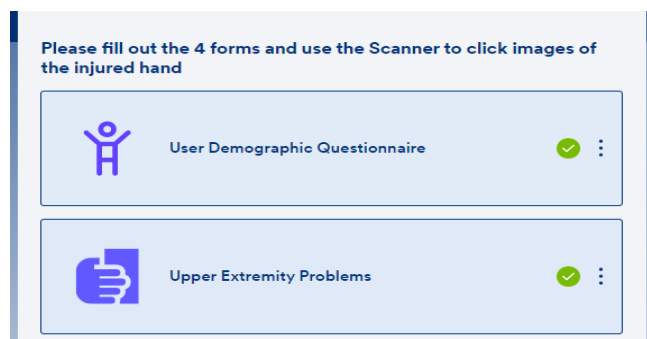 Please fill out the 4 forms and use the Scanner to click images of
the injured hand
User Demographic Questionnaire
Upper Extremity Problems